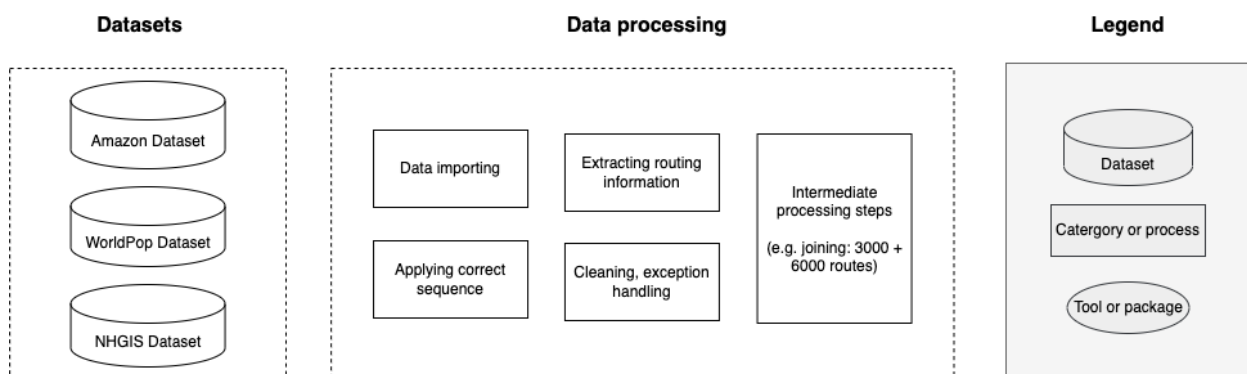 Datasets
Data processing
Legend
Amazon Dataset
WorldPop Dataset
NHGIS Dataset
Data importing
Extracting routing
information
Applying correct
sequence
Cleaning, exception
handling
Intermediate
processing steps
(e.g. joining: 3000 +
6000 routes)
Dataset
Catergory or process
Tool or package